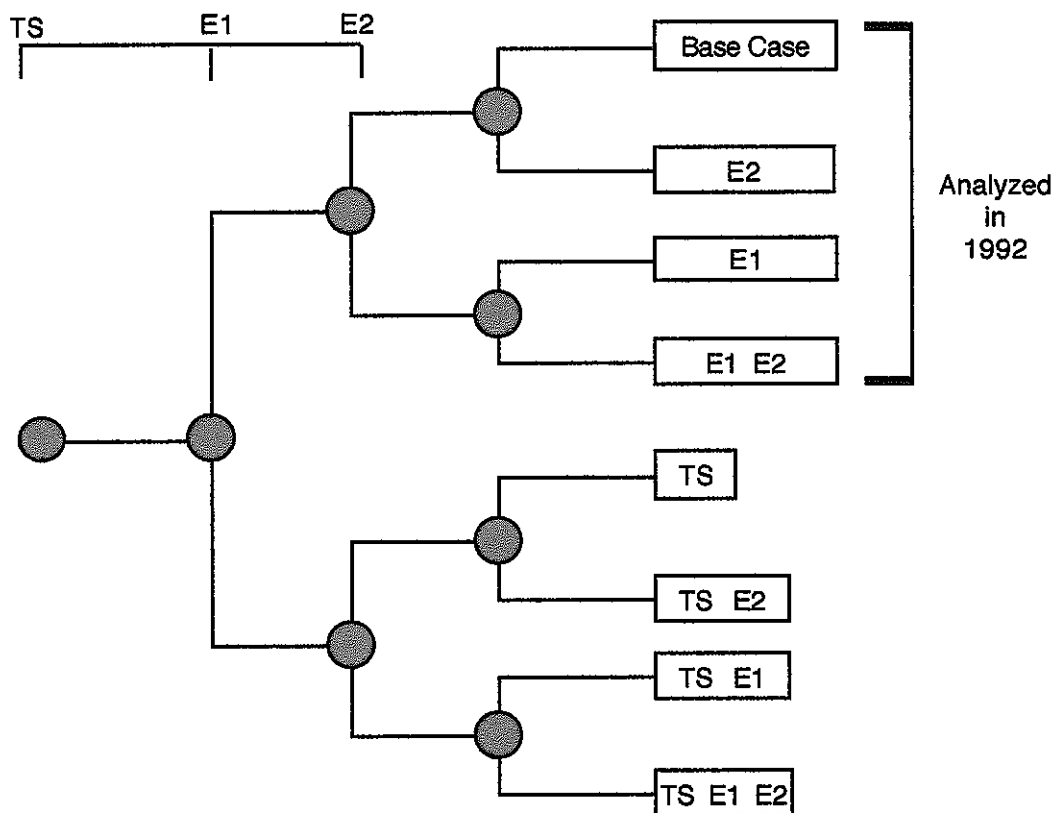 TS E1 E2
Base Case
E2
E1
E1 E2
Analyzed
in
1992
TS
TS E2
TS E1
TS E1 E2